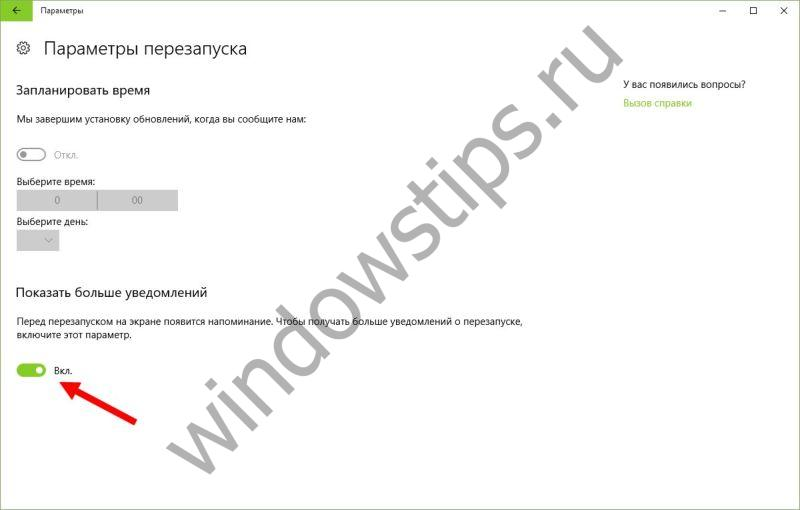 Параметры
Параметры перезапуска
Запланировать время
Мы завершим установку обновлений, когда вы сообщите нам:
Откл.
Выберите время:
0 00
Выберите день:
Показать больше уведомлений
Перед перезапуском на экране появится напоминание. Чтобы получать больше уведомлений о перезапуске,
включите этот параметр.
Вкл.
У вас появились вопросы?
Вызов справки
windowstips.ru